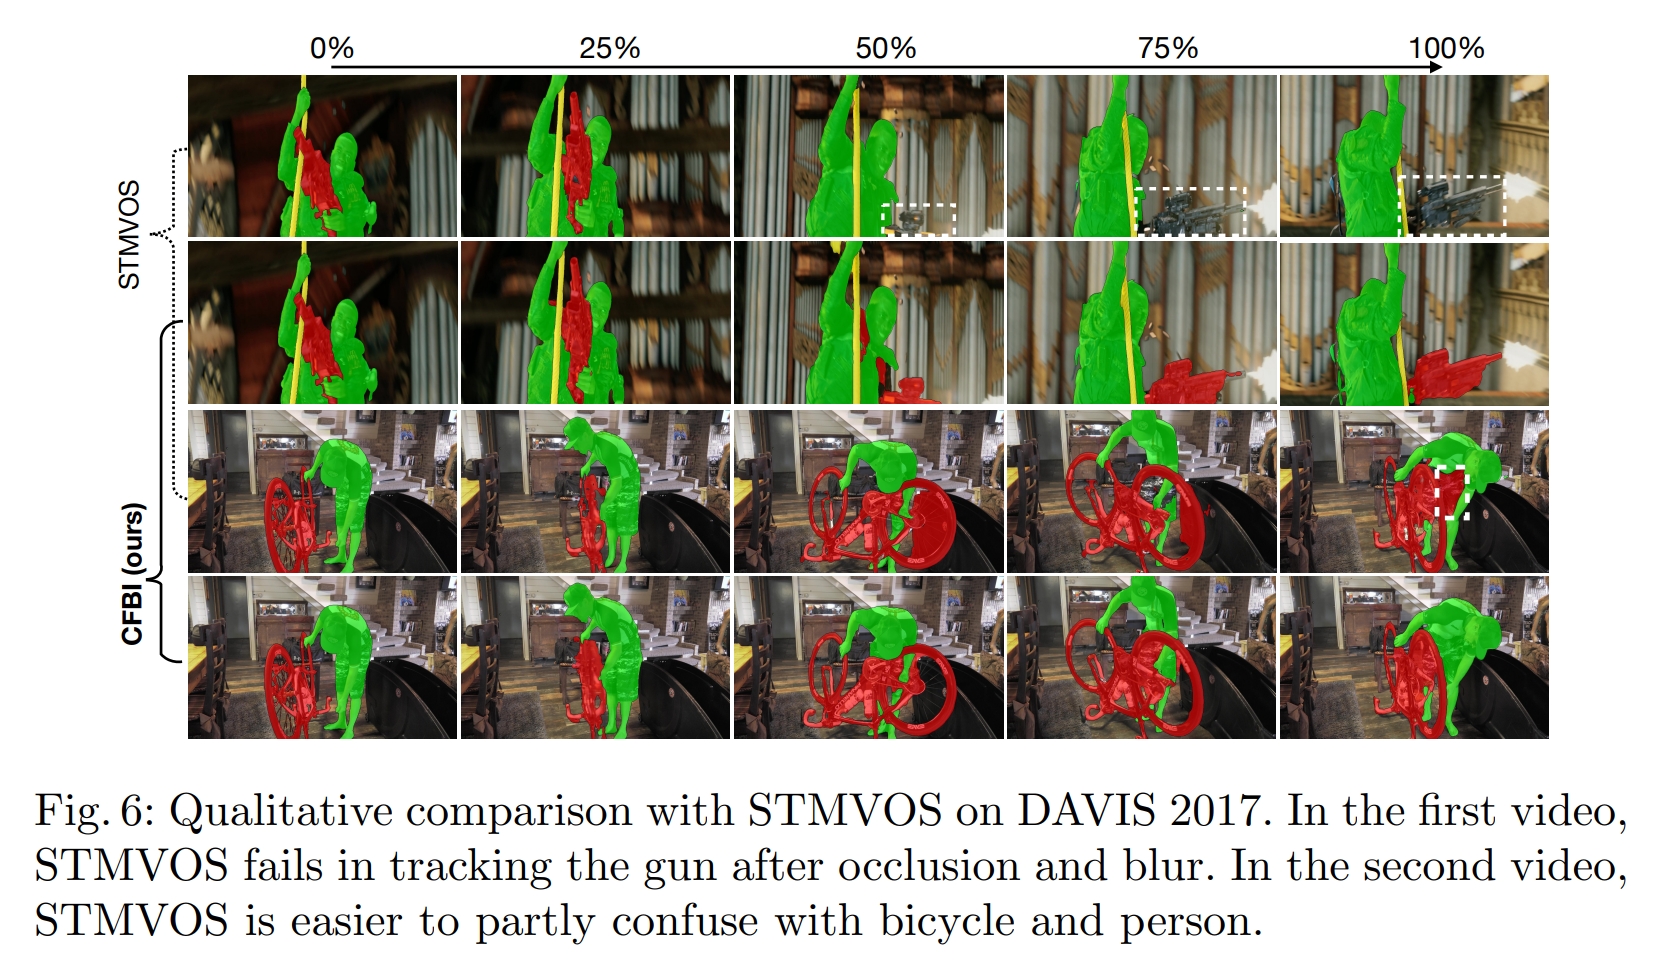 0% 25% 50% 75% 100%
STMVOS
CFBI (ours)
Fig. 6: Qualitative comparison with STMVOS on DAVIS 2017. In the first video,
STMVOS fails in tracking the gun after occlusion and blur. In the second video,
STMVOS is easier to partly confuse with bicycle and person.